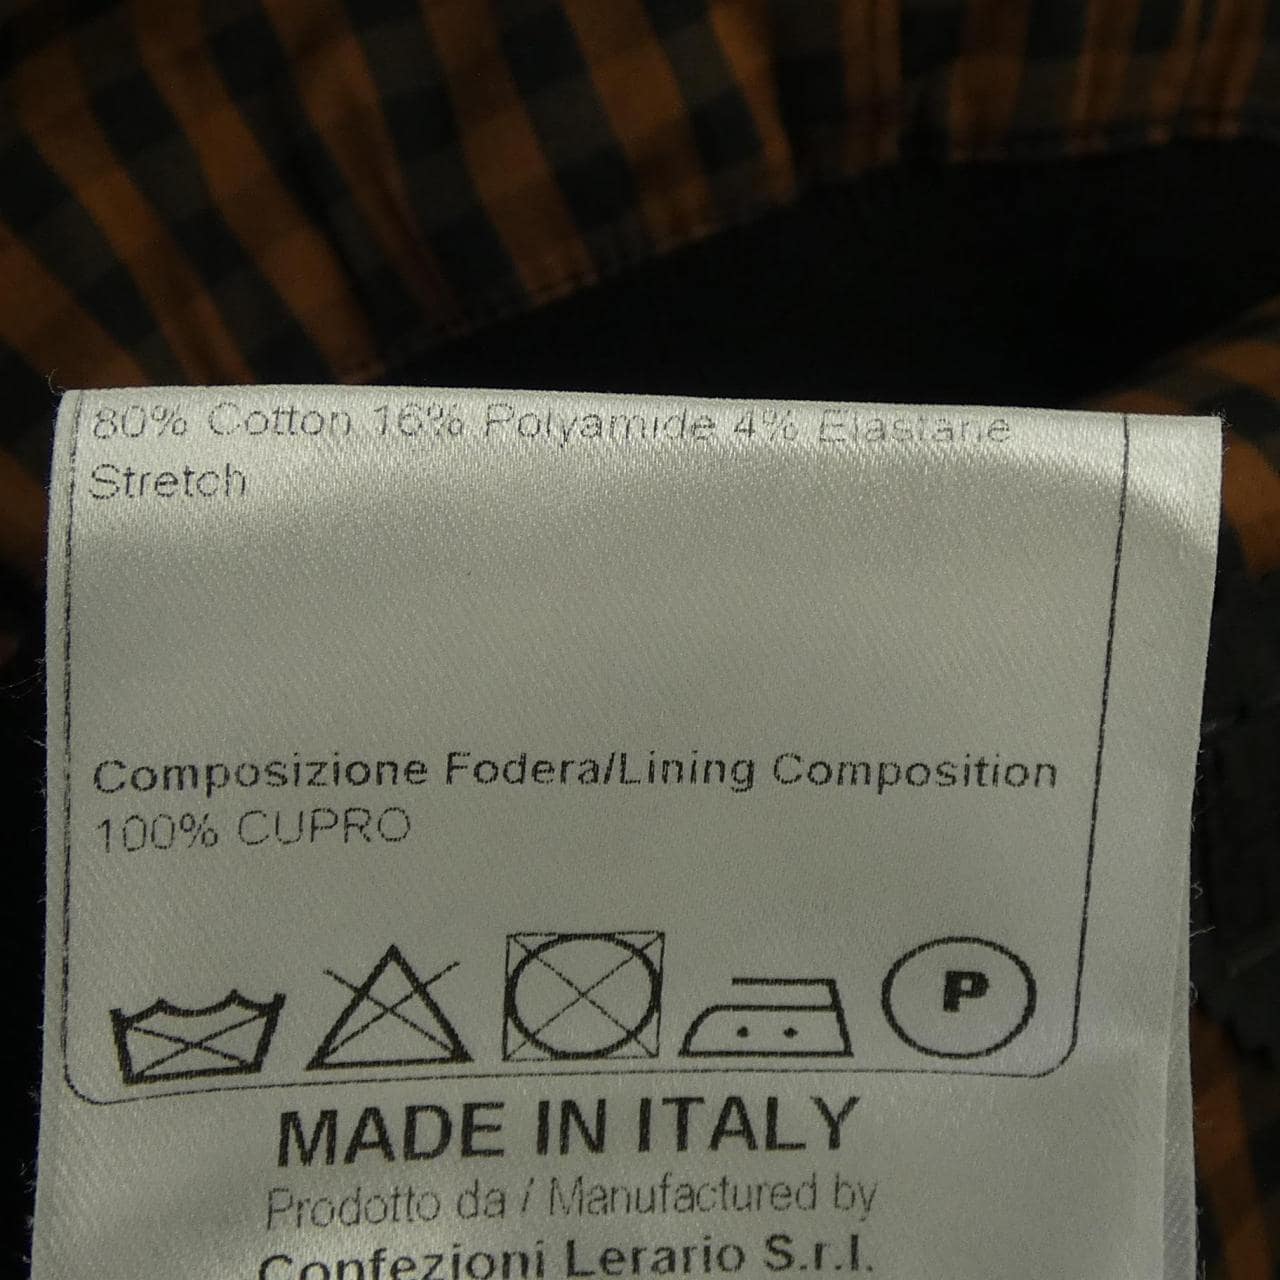 80% Cotton 16% Polyamide 4% Elastane
Stretch
Composizione Fodera/Lining Composition
100% CUPRO
P
MADE IN ITALY
Prodotto da / Manufactured by
Confezioni Lerario S.r.l.